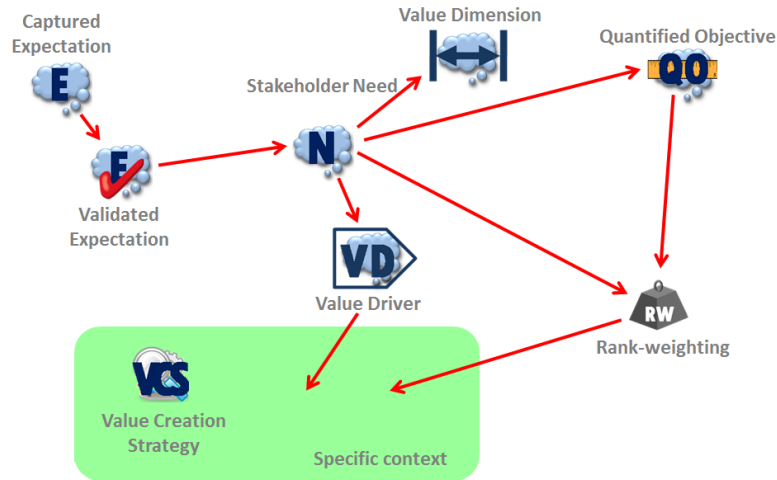 Captured
Expectation
E
Value Dimension
Quantified Objective
QO
Stakeholder Need
N
E
Validated
Expectation
VD
Value Driver
RW
Rank-weighting
VCS
Value Creation
Strategy
Specific context